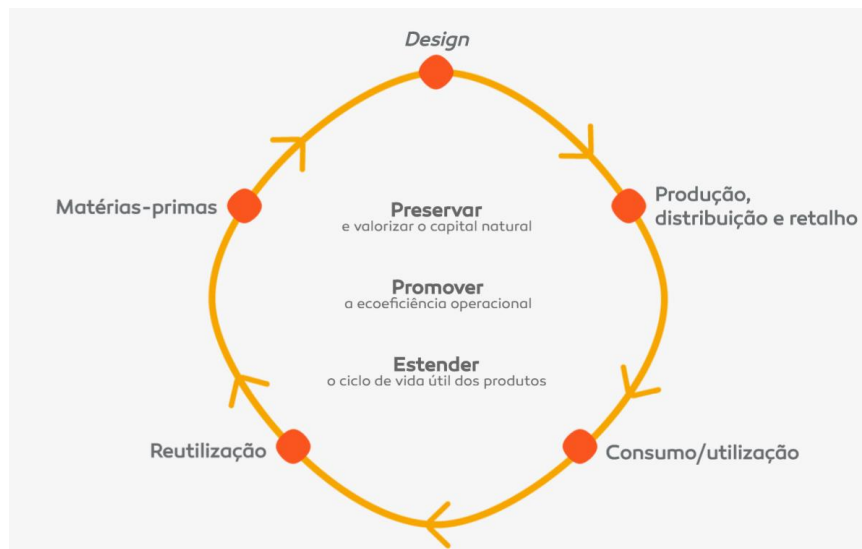 Design
Matérias-primas
Produção,
distribuição e retalho
Preservar
e valorizar o capital natural
Promover
a ecoeficiência operacional
Estender
o ciclo de vida útil dos produtos
Reutilização
Consumo/utilização